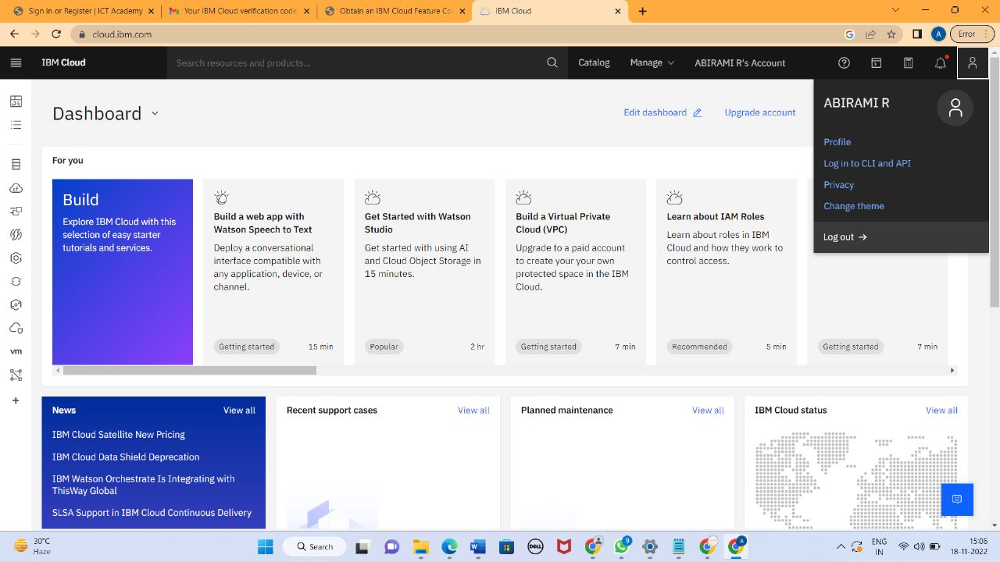 Sign in or Register | ICT Academy
Your IBM Cloud verification code
Obtain an IBM Cloud Feature Co
IBM Cloud
cloud.ibm.com
A
Error
IBM Cloud
Search resources and products...
Catalog
Manage
ABIRAMI R's Account
Dashboard
Edit dashboard
Upgrade account
ABIRAMI R
Profile
Log in to CLI and API
Privacy
Change theme
Log out →
For you
Build
Explore IBM Cloud with this
selection of easy starter
tutorials and services.
Build a web app with
Watson Speech to Text
Deploy a conversational
interface compatible with
any application, device, or
channel.
Getting started
15 min
Get Started with Watson
Studio
Get started with using AI
and Cloud Object Storage in
15 minutes.
Popular
2 hr
Build a Virtual Private
Cloud (VPC)
Upgrade to a paid account
to create your your own
protected space in the IBM
Cloud.
Getting started
7 min
Learn about IAM Roles
Learn about roles in IBM
Cloud and how they work to
control access.
Recommended
5 min
Getting started
7 min
vm
News
View all
IBM Cloud Satellite New Pricing
IBM Cloud Data Shield Deprecation
IBM Watson Orchestrate Is Integrating with
ThisWay Global
SLSA Support in IBM Cloud Continuous Delivery
Recent support cases
View all
Planned maintenance
View all
IBM Cloud status
View all
30°C
Haze
Search
DELL
9
A
ENG
IN
15:06
18-11-2022